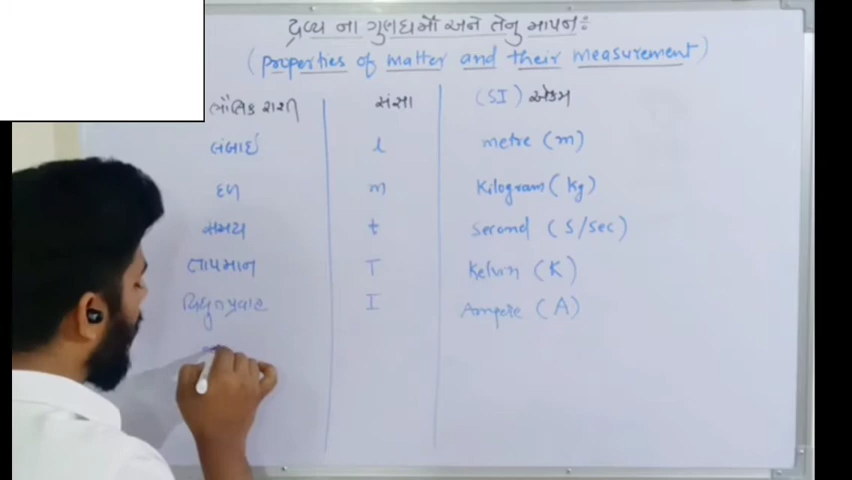 દ્રવ્ય ના ગુણધર્મો અને તેનુ માપન:
(properties of matter and their measurement)
ભૌતિક રાશી સંજ્ઞા (SI) એકમ
લંબાઈ l metre (m)
દળ m Kilogram (kg)
સમય t second (s/sec)
તાપમાન T Kelvin (K)
વિદ્યુતપ્રવાહ I Ampere (A)